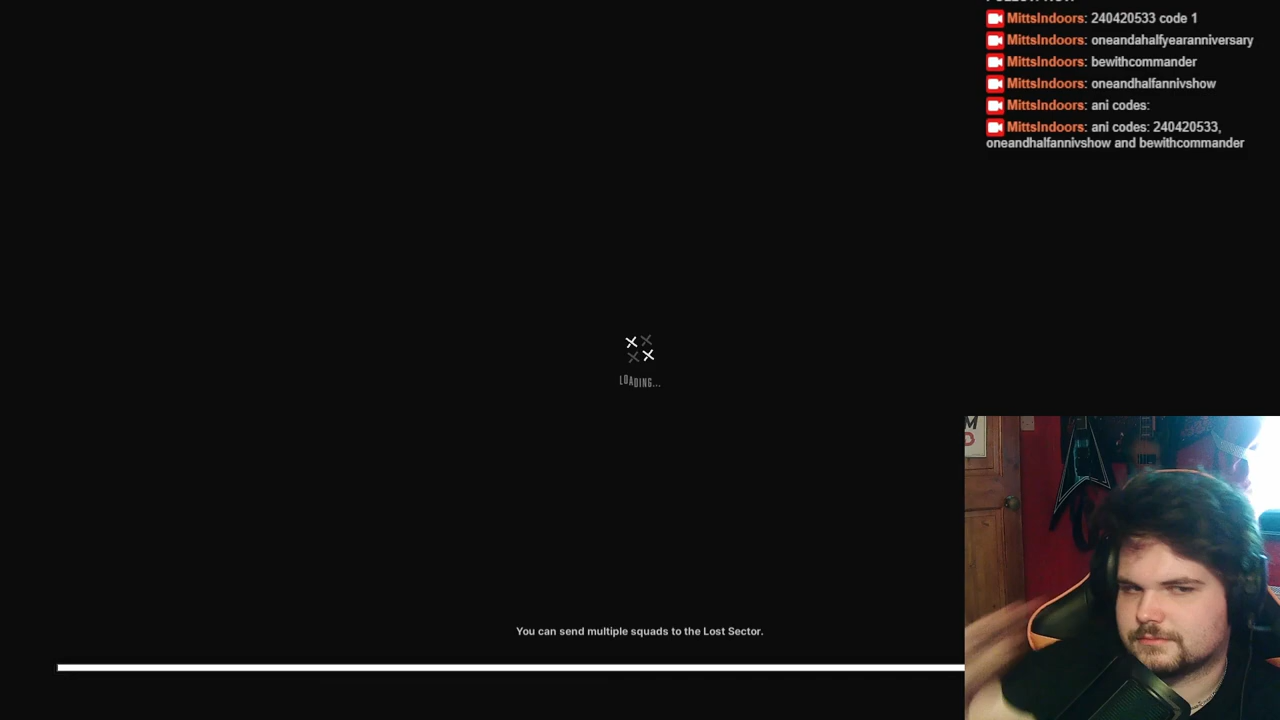 MittsIndoors: 240420533 code 1
MittsIndoors: oneandahalfyearanniversary
MittsIndoors: bewithcommander
MittsIndoors: oneandhalfannivshow
MittsIndoors: ani codes:
MittsIndoors: ani codes: 240420533,
oneandhalfannivshow and bewithcommander
LOADING...
You can send multiple squads to the Lost Sector.